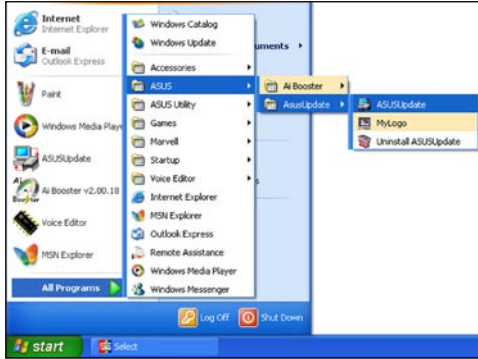 Internet
Internet Explorer
E-mail
Outlook Express
Paint
Windows Media Play
ASUSUpdate
Ai Booster v2.00.18
Voice Editor
MSN Explorer
All Programs
Windows Catalog
Windows Update
Accessories
ASUS
ASUS Utility
Games
Marvell
Startup
Voice Editor
Internet Explorer
MSN Explorer
Outlook Express
Remote Assistance
Windows Media Player
Windows Messenger
uments
s
Ai Booster
AsusUpdate
ASUSUpdate
MyLogo
Uninstall ASUSUpdate
Log Off
Shut Down
start
Select